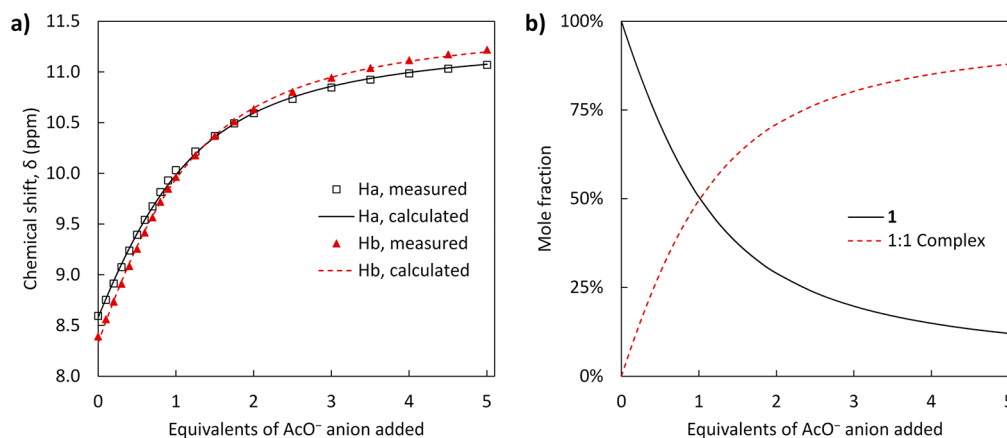 a)
Chemical shift, δ (ppm)
11.5
11.0
10.5
10.0
9.5
9.0
8.5
8.0
Ha, measured
Ha, calculated
Hb, measured
Hb, calculated
0 1 2 3 4 5
Equivalents of AcO⁻ anion added
b)
Mole fraction
100%
75%
50%
25%
0%
1
1:1 Complex
0 1 2 3 4 5
Equivalents of AcO⁻ anion added